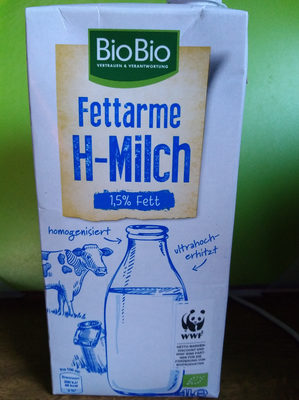 BioBio
VERTRAUEN & VERANTWORTUNG
Fettarme
H-Milch
1,5% Fett
homogenisiert
ultrahoch-
erhitzt
WWF